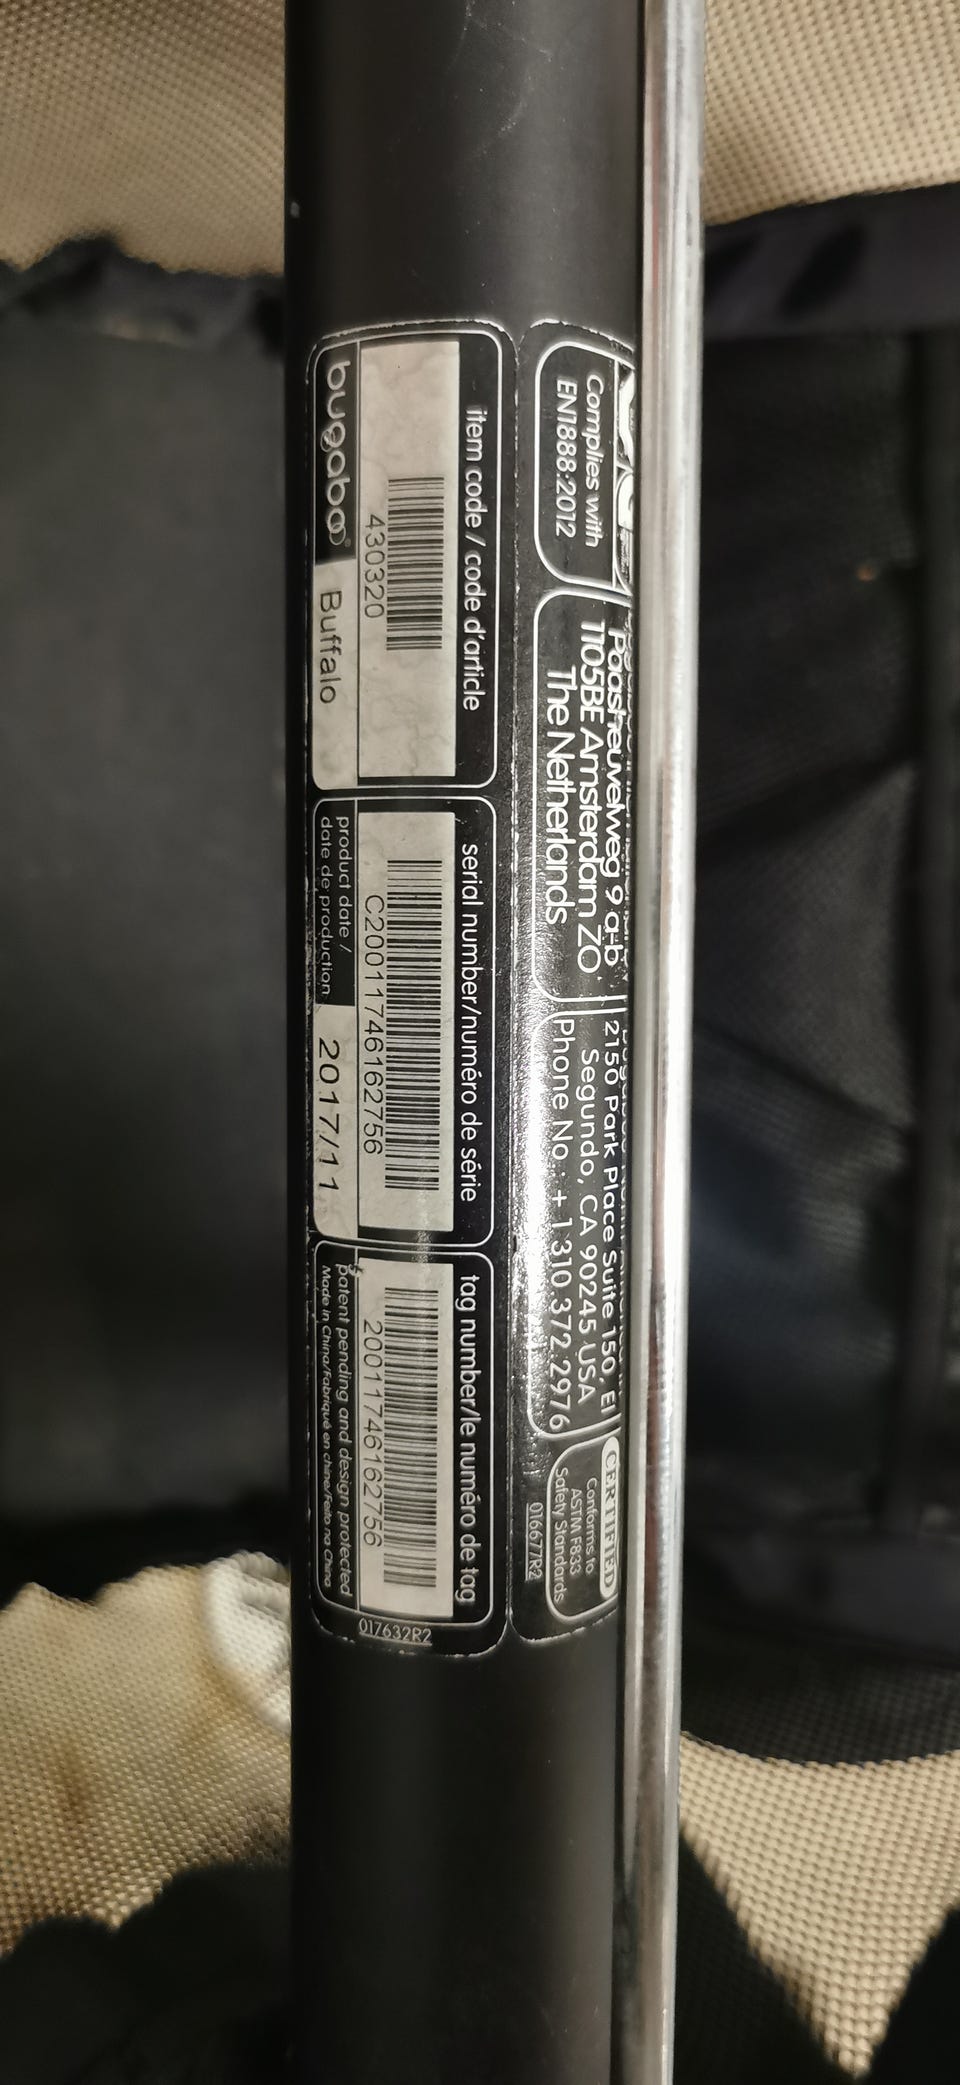 item code / code d'article
430320
bugaboo® Buffalo
serial number/numéro de série
C2001174616 2756
product date /
date de production
2017/11
tag number/le numéro de tag
20011746162756
patent pending and design protected
Made in China/Fabriqué en chine/Feito na China
017632R2
Complies with
EN1888:2012
Paasheuvelweg 9 a-b
1105BE Amsterdam ZO
The Netherlands
2150 Park Place Suite 150, El
Segundo, CA 90245 USA
Phone No : + 1 310 372 2976
CERTIFIED
Conforms to
ASTM F833
Safety Standards
016677R2